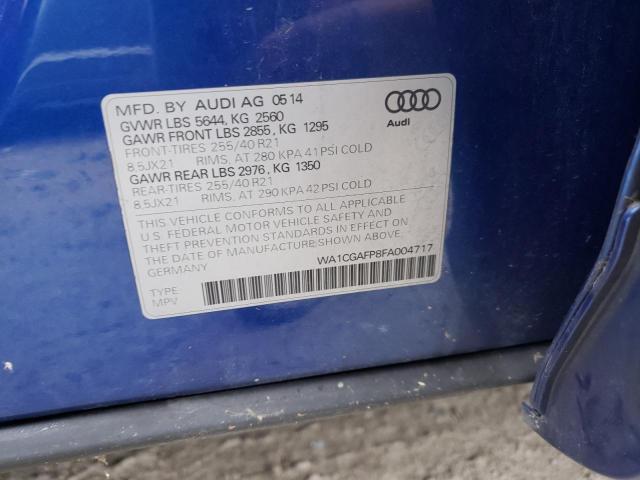 MFD. BY AUDI AG 05 14
GVWR LBS 5644, KG 2560
GAWR FRONT LBS 2855, KG 1295
FRONT-TIRES 255/40 R21
8.5JX21 RIMS, AT 280 KPA 41 PSI COLD
GAWR REAR LBS 2976, KG 1350
REAR-TIRES 255/40 R21
8.5JX21 RIMS, AT 290 KPA 42 PSI COLD
THIS VEHICLE CONFORMS TO ALL APPLICABLE
U.S. FEDERAL MOTOR VEHICLE SAFETY AND
THEFT PREVENTION STANDARDS IN EFFECT ON
THE DATE OF MANUFACTURE SHOWN ABOVE
GERMANY
WA1CGAFP8FA004717
TYPE:
MPV
Audi